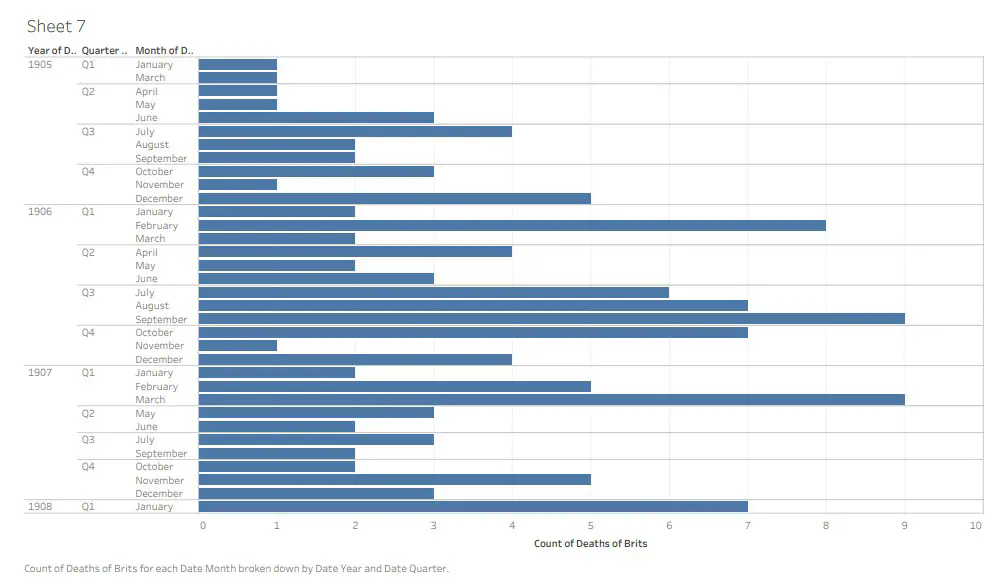 Sheet 7
Year of D.. Quarter .. Month of D..
1905 Q1 January
March
Q2 April
May
June
Q3 July
August
September
Q4 October
November
December
1906 Q1 January
February
March
Q2 April
May
June
Q3 July
August
September
Q4 October
November
December
1907 Q1 January
February
March
Q2 May
June
Q3 July
September
Q4 October
November
December
1908 Q1 January
0 1 2 3 4 5 6 7 8 9 10
Count of Deaths of Brits
Count of Deaths of Brits for each Date Month broken down by Date Year and Date Quarter.